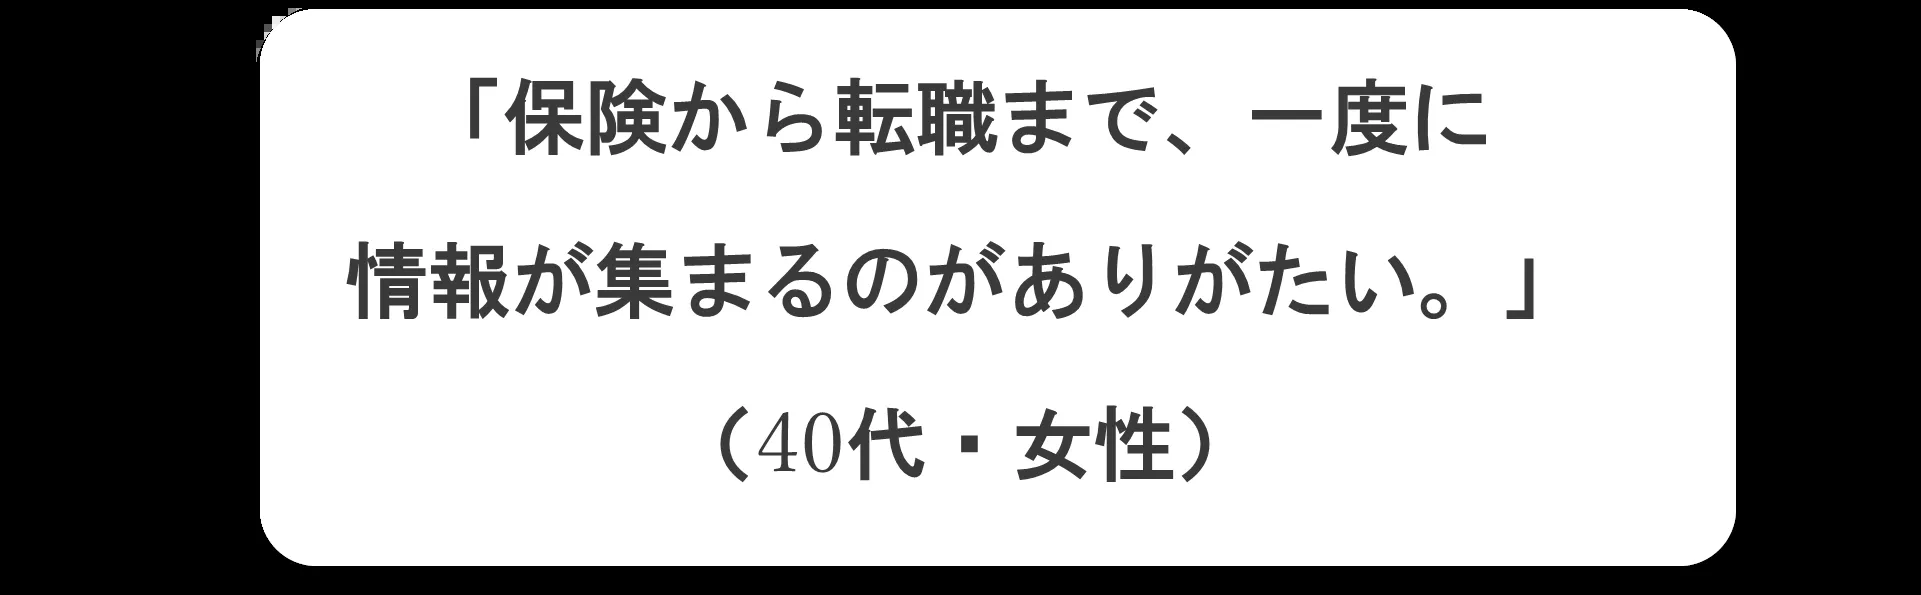 「保険から転職まで、一度に
情報が集まるのがありがたい。」
（40代・女性）